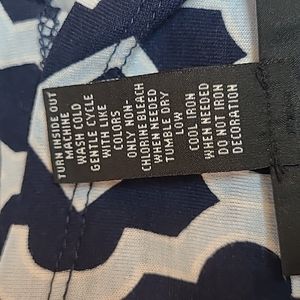 TURN INSIDE OUT
MACHINE
WASH COLD
GENTLE CYCLE
WITH LIKE
COLORS
ONLY NON-
CHLORINE BLEACH
WHEN NEEDED
TUMBLE DRY
LOW
COOL IRON
WHEN NEEDED
DO NOT IRON
DECORATION